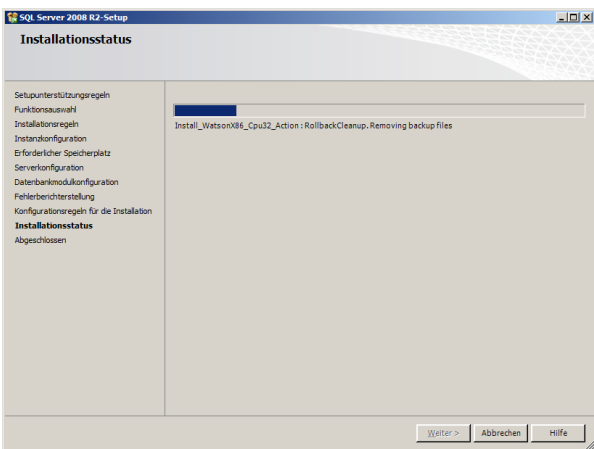 SQL Server 2008 R2-Setup
Installationsstatus
Setupunterstützungsregeln
Funktionsauswahl
Installationsregeln
Instanzkonfiguration
Erforderlicher Speicherplatz
Serverkonfiguration
Datenbankmodulkonfiguration
Fehlerberichterstellung
Konfigurationsregeln für die Installation
Installationsstatus
Abgeschlossen
Install_WatsonX86_Cpu32_Action : RollbackCleanup. Removing backup files
Weiter > Abbrechen Hilfe